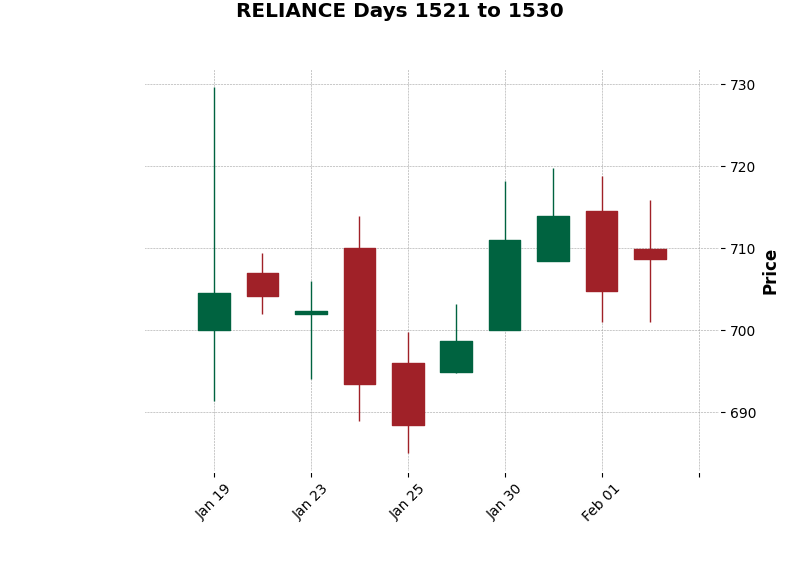 RELIANCE Days 1521 to 1530
730
720
710
700
690
Price
Jan 19
Jan 23
Jan 25
Jan 30
Feb 01